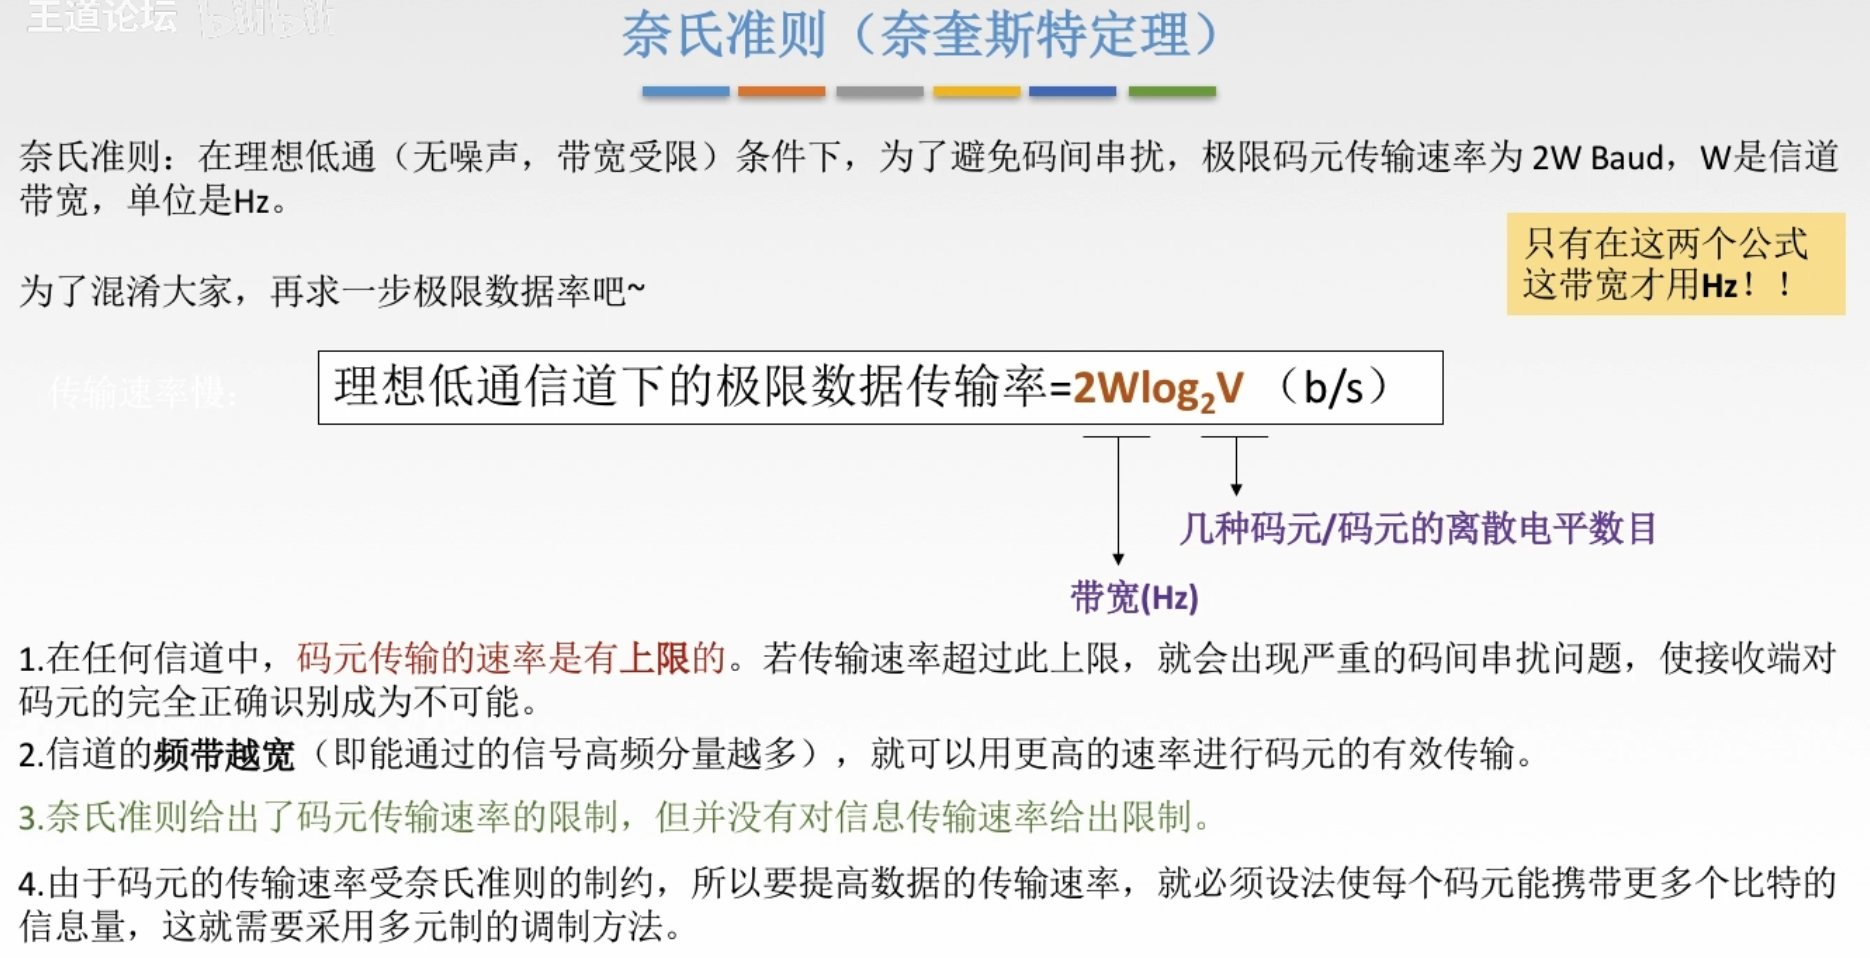 王道论坛 bilibili
奈氏准则（奈奎斯特定理）
奈氏准则：在理想低通（无噪声，带宽受限）条件下，为了避免码间串扰，极限码元传输速率为 2W Baud，W是信道
带宽，单位是Hz。
只有在这两个公式
这带宽才用Hz！！
为了混淆大家，再求一步极限数据率吧~
传输速率慢：
理想低通信道下的极限数据传输率=2Wlog₂V （b/s）
几种码元/码元的离散电平数目
带宽(Hz)
1.在任何信道中，码元传输的速率是有上限的。若传输速率超过此上限，就会出现严重的码间串扰问题，使接收端对
码元的完全正确识别成为不可能。
2.信道的频带越宽（即能通过的信号高频分量越多），就可以用更高的速率进行码元的有效传输。
3.奈氏准则给出了码元传输速率的限制，但并没有对信息传输速率给出限制。
4.由于码元的传输速率受奈氏准则的制约，所以要提高数据的传输速率，就必须设法使每个码元能携带更多个比特的
信息量，这就需要采用多元制的调制方法。